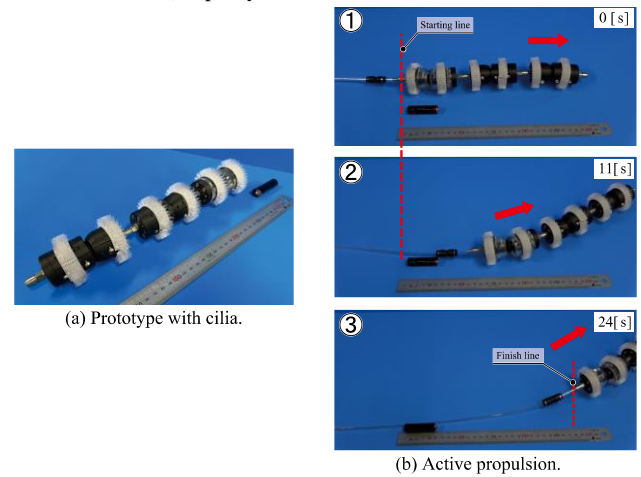 (a) Prototype with cilia.
①
0 [s]
Starting line
②
11[s]
③
24[s]
Finish line
(b) Active propulsion.